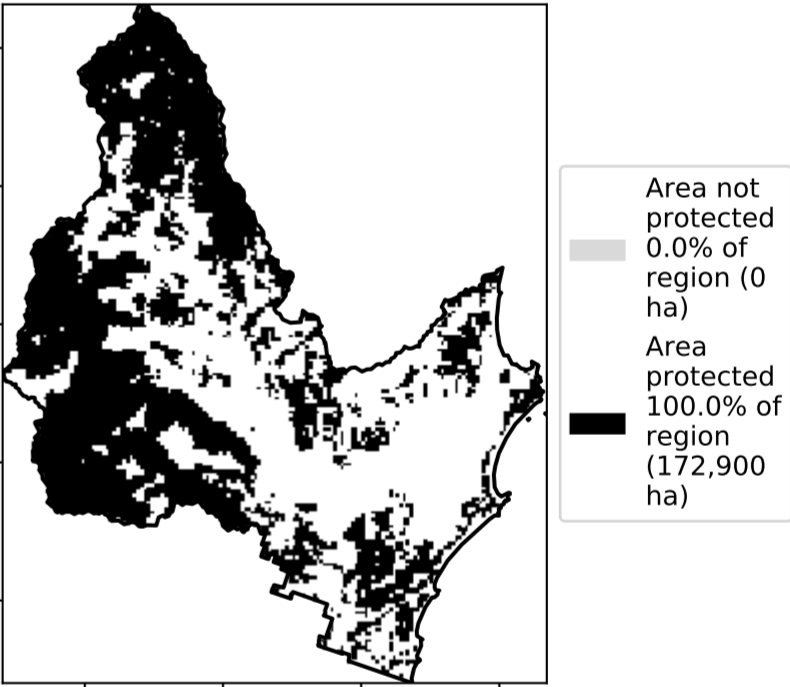 Area not
protected
0.0% of
region (0
ha)
Area
protected
100.0% of
region
(172,900
ha)